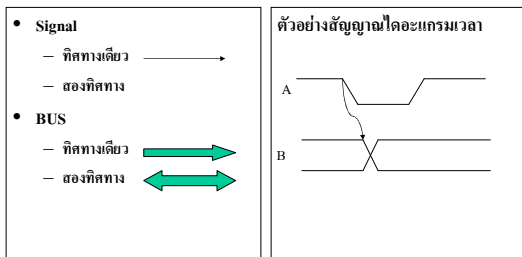 • Signal
– ทิศทางเดียว
– สองทิศทาง
• BUS
– ทิศทางเดียว
– สองทิศทาง
ตัวอย่างสัญญาณไดอะแกรมเวลา
A
B